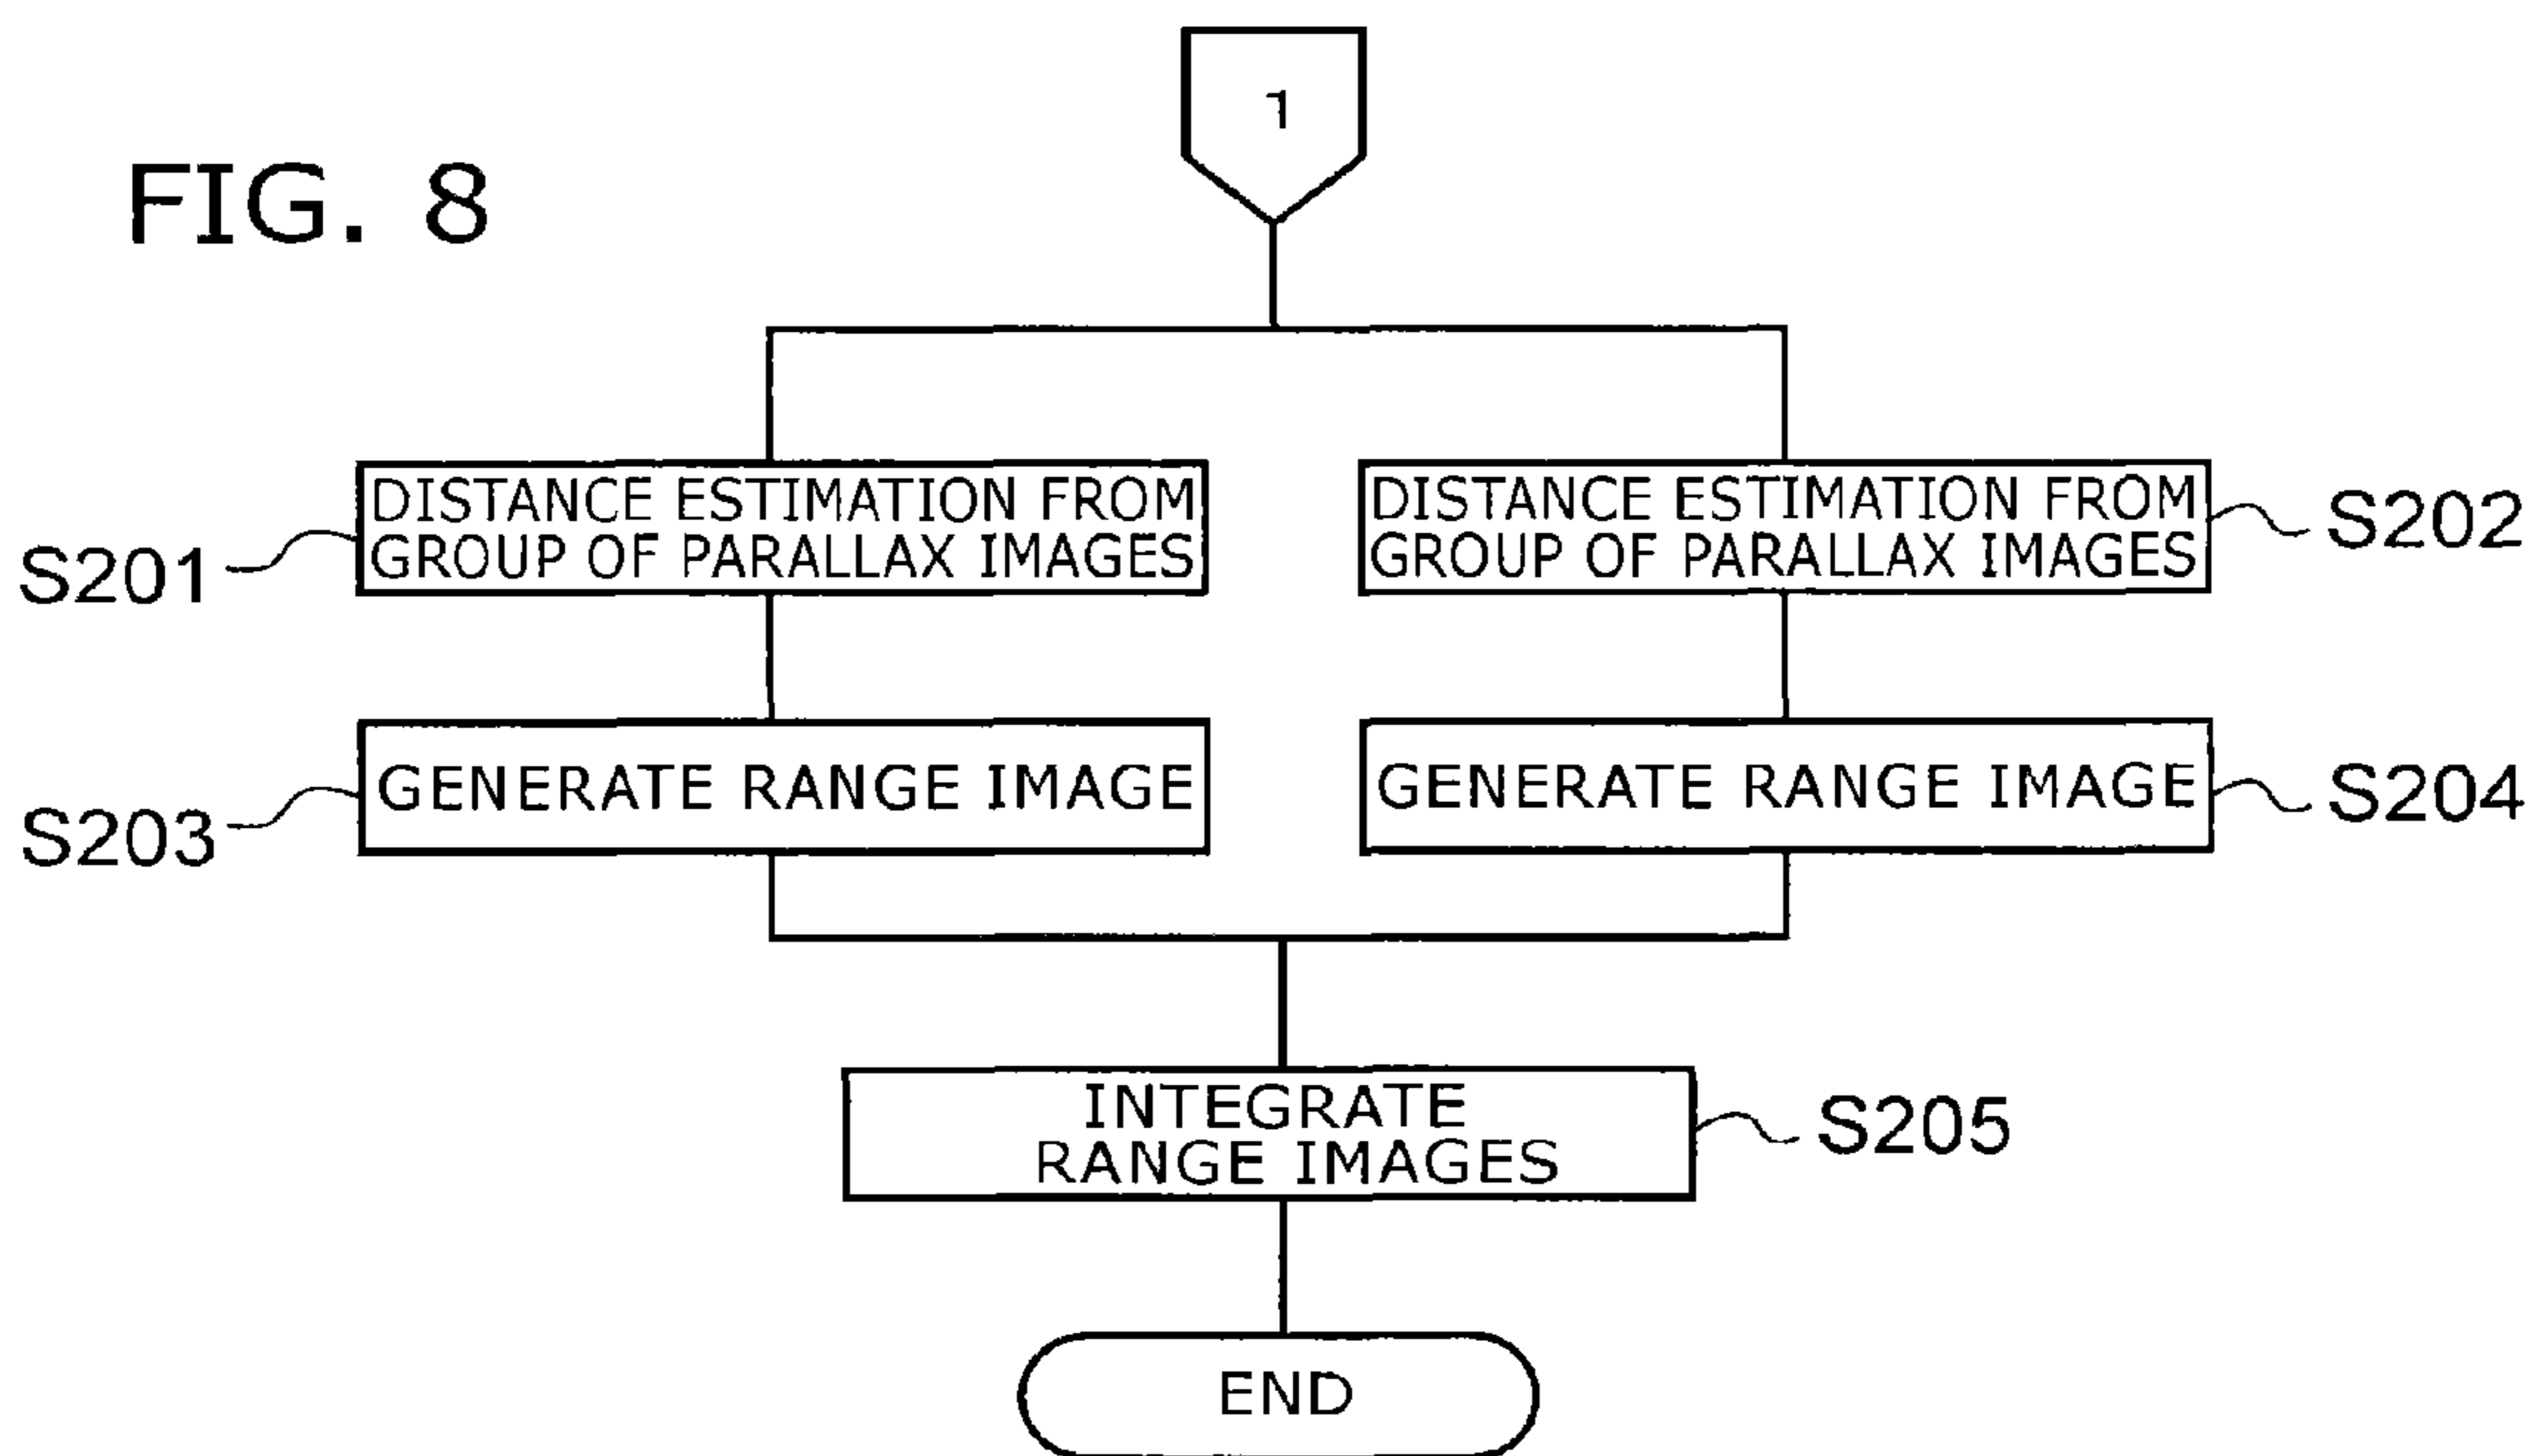 1
FIG. 8
DISTANCE ESTIMATION FROM
GROUP OF PARALLAX IMAGES
S201
DISTANCE ESTIMATION FROM
GROUP OF PARALLAX IMAGES
S202
GENERATE RANGE IMAGE
S203
GENERATE RANGE IMAGE
S204
INTEGRATE
RANGE IMAGES
S205
END